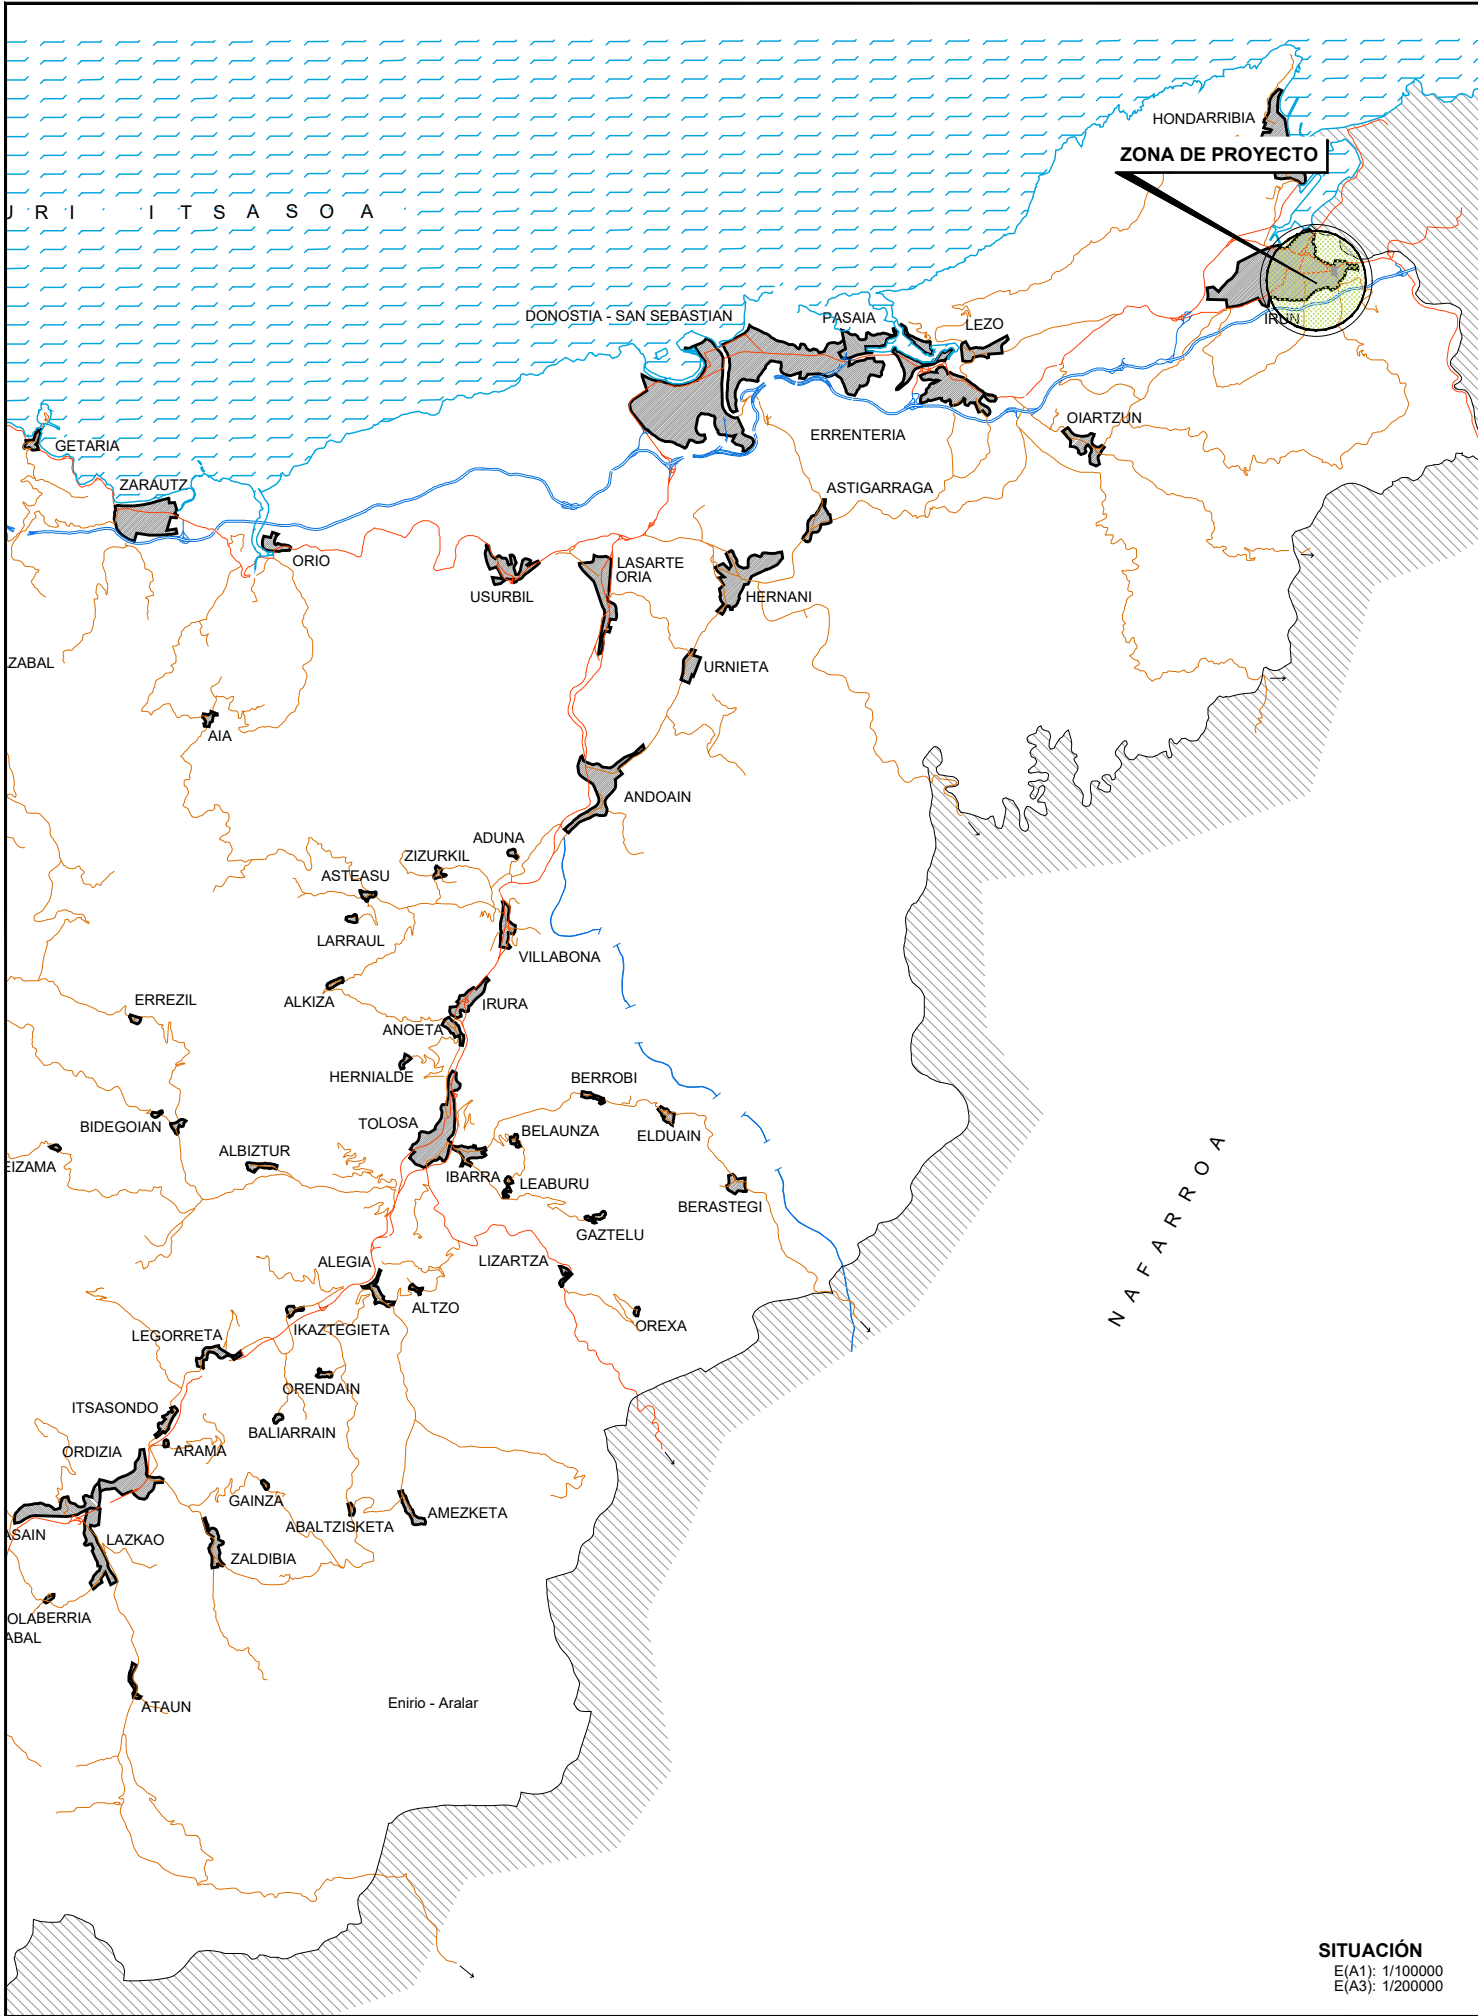 HONDARRIBIA
ZONA DE PROYECTO
URI ITSASOA
IRUN
DONOSTIA - SAN SEBASTIAN
PASAIA
LEZO
GETARIA
ERRENTERIA
OIARTZUN
ZARAUTZ
ASTIGARRAGA
ORIO
USURBIL
LASARTE
ORIA
HERNANI
ZABAL
URNIETA
AIA
ANDOAIN
ADUNA
ZIZURKIL
ASTEASU
LARRAUL
VILLABONA
ERREZIL
ALKIZA
IRURA
ANOETA
HERNIALDE
BERROBI
BIDEGOIAN
TOLOSA
BELAUNZA
ELDUAIN
EIZAMA
ALBIZTUR
IBARRA
LEABURU
BERASTEGI
GAZTELU
NAFARROA
ALEGIA
LIZARTZA
ALTZO
IKAZTEGIETA
OREXA
LEGORRETA
ORENDAIN
ITSASONDO
BALIARRAIN
ORDIZIA
ARAMA
GAINZA
ABALTZISKETA
AMEZKETA
ASAIN
LAZKAO
ZALDIBIA
OLABERRIA
ABAL
ATAUN
Enirio - Aralar
SITUACIÓN
E(A1): 1/100000
E(A3): 1/200000